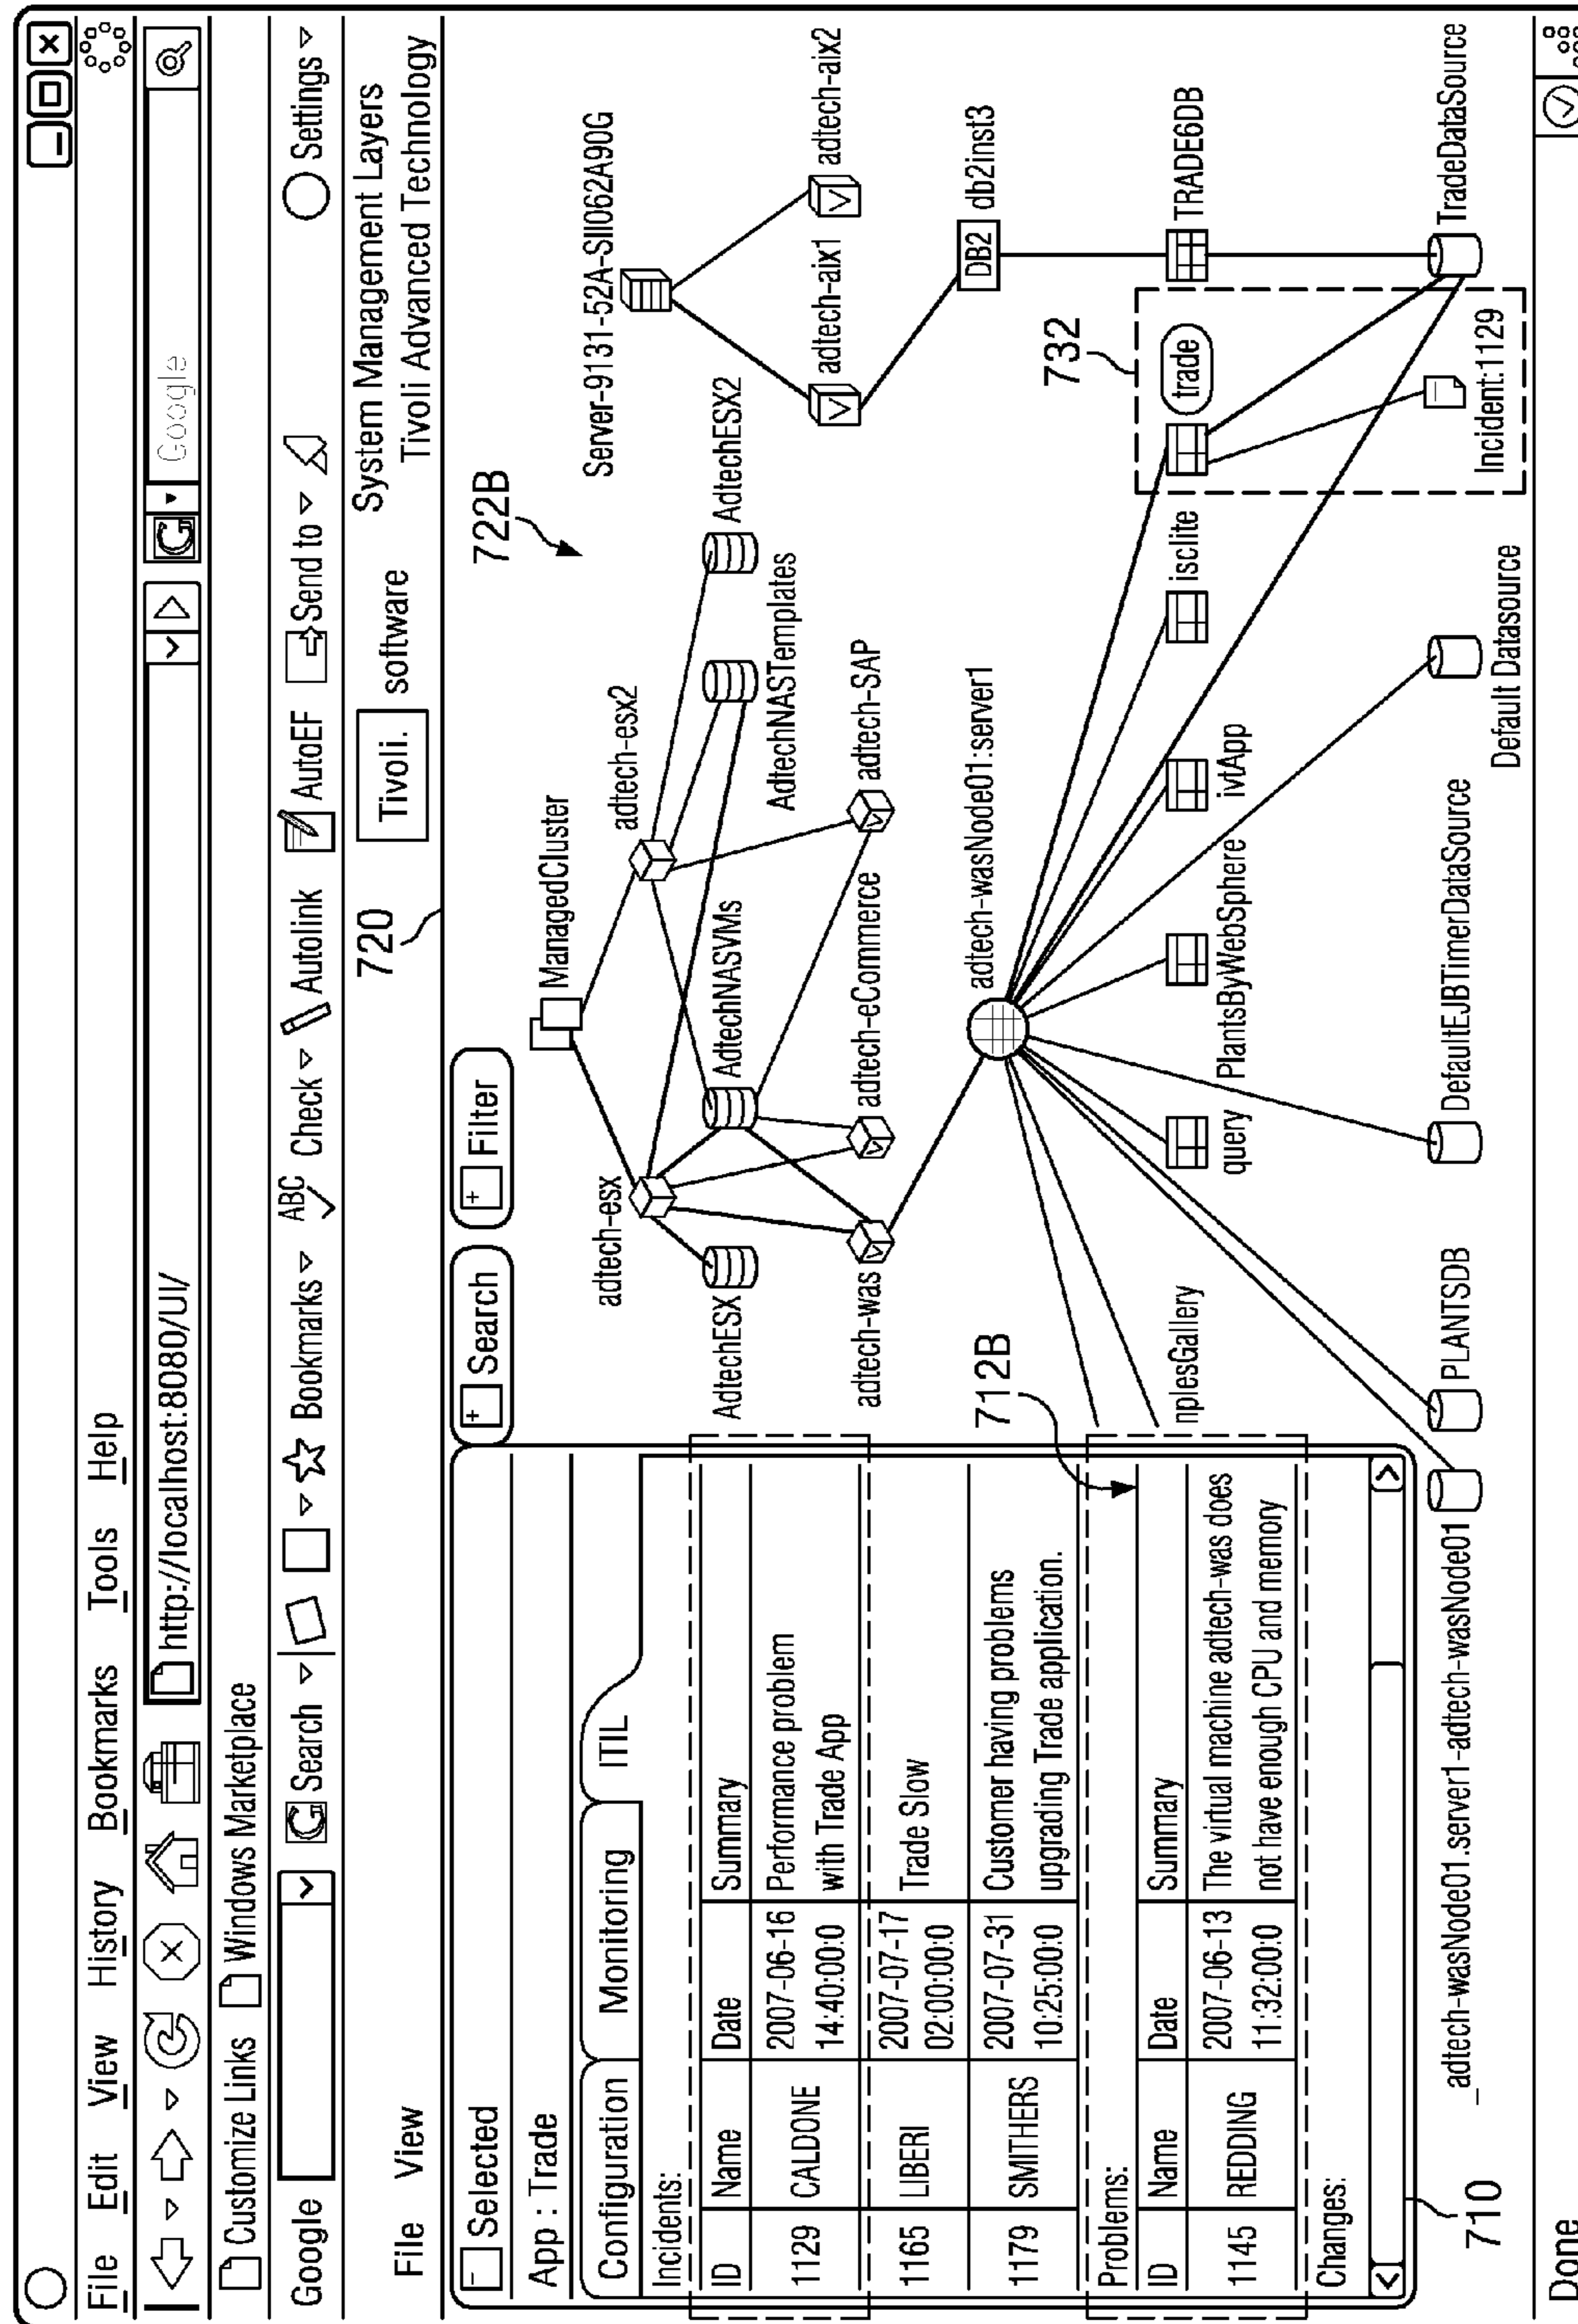 File Edit View History Bookmarks Tools Help
http://localhost:8080/UI/
G
Google
Customize Links Windows Marketplace
Google
G Search
Bookmarks
ABC Check
Autolink
AutoEF
Send to
Settings
File View
720
Tivoli. software
System Management Layers
Tivoli Advanced Technology
Selected
Search
Filter
App : Trade
Configuration Monitoring ITIL
Incidents:
ID Name Date Summary
1129 CALDONE 2007-06-16 14:40:00:0 Performance problem with Trade App
1165 LIBERI 2007-07-17 02:00:00:0 Trade Slow
1179 SMITHERS 2007-07-31 10:25:00:0 Customer having problems upgrading Trade application.
Problems:
ID Name Date Summary
1145 REDDING 2007-06-13 11:32:00:0 The virtual machine adtech-was does not have enough CPU and memory
Changes:
710
712B
722B
ManagedCluster
adtech-esx
adtech-esx2
AdtechESX
AdtechNASVMs
AdtechNASTemplates
AdtechESX2
adtech-was
adtech-eCommerce
adtech-SAP
Server-9131-52A-SII062A90G
adtech-aix1
adtech-aix2
adtech-wasNode01:server1
DB2 db2inst3
732
nplesGallery
query
PlantsByWebSphere
ivtApp
isclite
trade
TRADE6DB
_adtech-wasNode01.server1-adtech-wasNode01
PLANTSDB
DefaultEJBTimerDataSource
Default Datasource
Incident:1129
TradeDataSource
Done